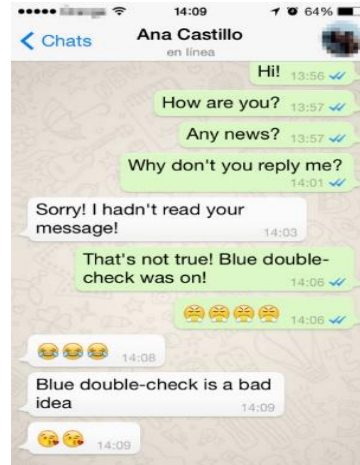 14:09
64%
Chats
Ana Castillo
en línea
Hi! 13:56
How are you? 13:57
Any news? 13:57
Why don't you reply me?
14:01
Sorry! I hadn't read your
message!
14:03
That's not true! Blue double-
check was on!
14:06
14:06
14:08
Blue double-check is a bad
idea
14:09
14:09